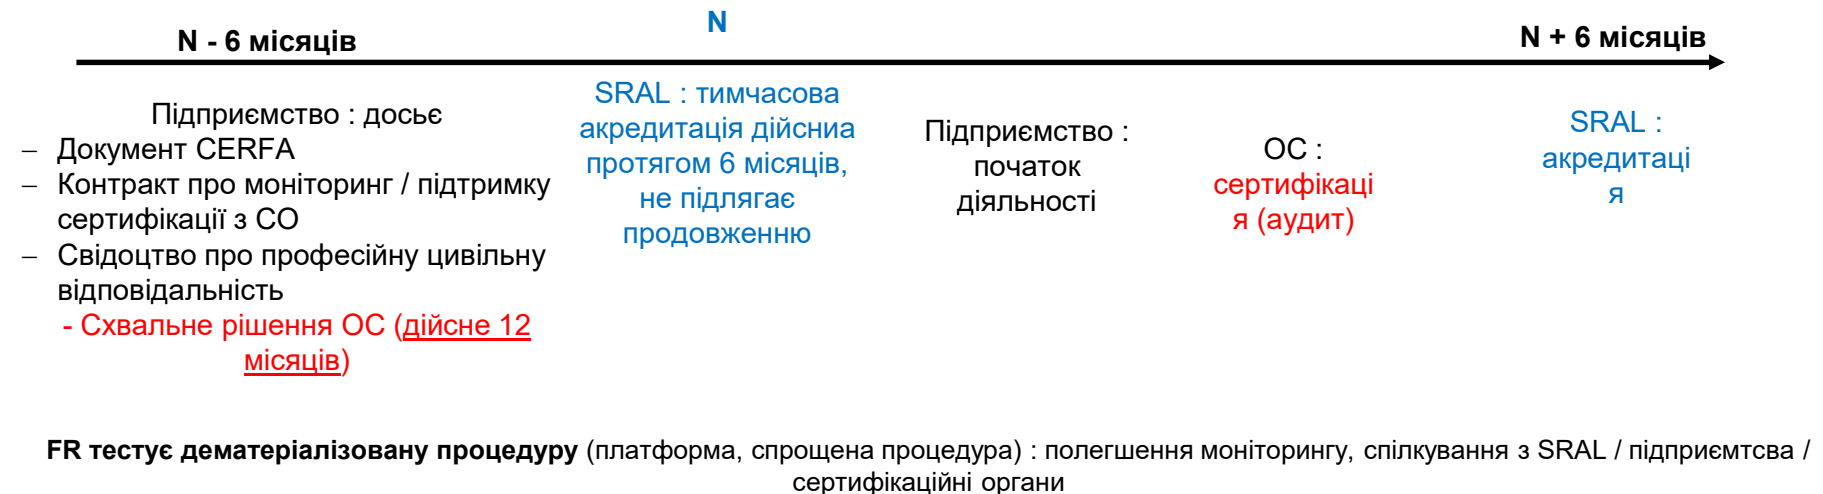 N - 6 місяців
N
N + 6 місяців
Підприємство : досьє
– Документ CERFA
– Контракт про моніторинг / підтримку
сертифікації з СО
– Свідоцтво про професійну цивільну
відповідальність
- Схвальне рішення ОС (дійсне 12
місяців)
SRAL : тимчасова
акредитація дійсниа
протягом 6 місяців,
не підлягає
продовженню
Підприємство :
початок
діяльності
ОС :
сертифікаці
я (аудит)
SRAL :
акредитаці
я
FR тестує дематеріалізовану процедуру (платформа, спрощена процедура) : полегшення моніторингу, спілкування з SRAL / підприємтсва /
сертифікаційні органи